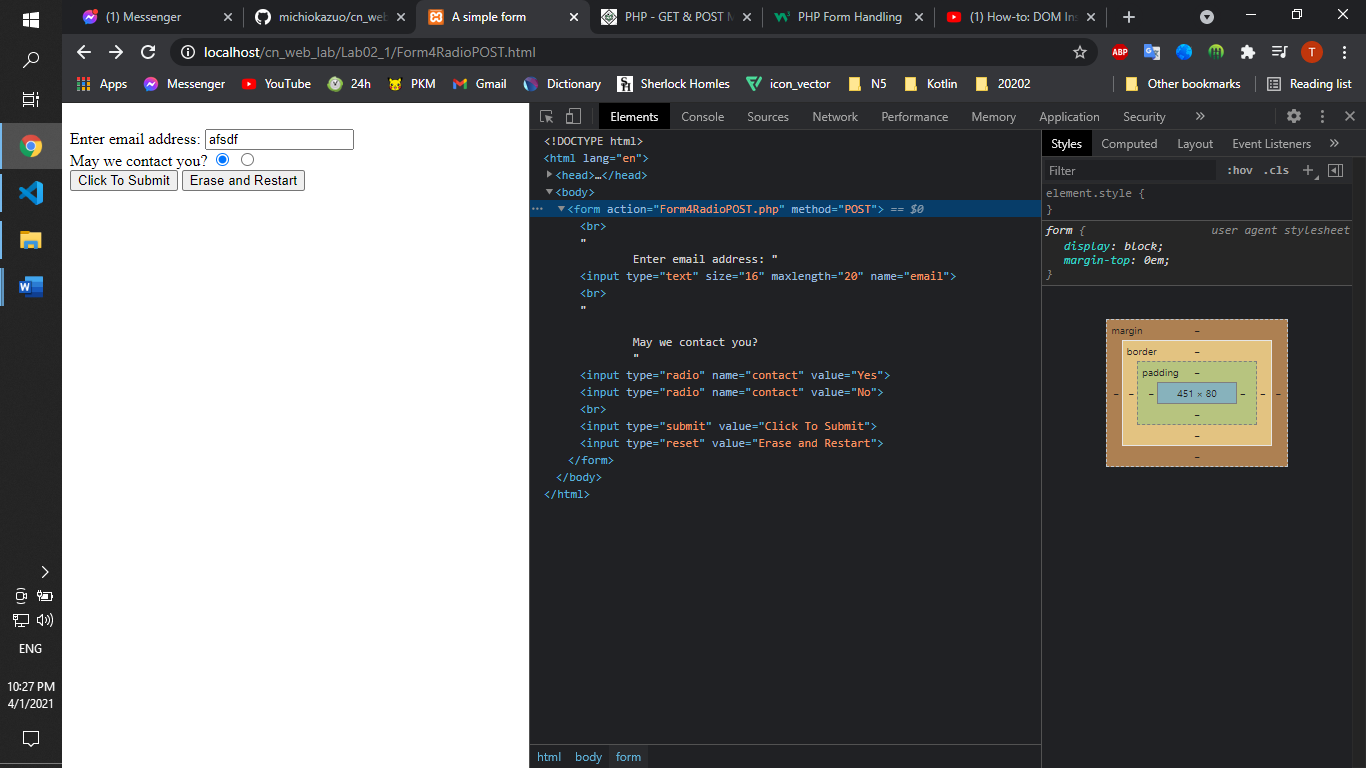 (1) Messenger
michiokazuo/cn_web
A simple form
PHP - GET & POST M
PHP Form Handling
(1) How-to: DOM Ins
localhost/cn_web_lab/Lab02_1/Form4RadioPOST.html
ABP
T
Apps
Messenger
YouTube
24h
PKM
Gmail
Dictionary
Sherlock Homles
icon_vector
N5
Kotlin
20202
Other bookmarks
Reading list
Enter email address: afsdf
May we contact you?
Click To Submit Erase and Restart
Elements Console Sources Network Performance Memory Application Security »
<!DOCTYPE html>
<html lang="en">
<head>…</head>
<body>
<form action="Form4RadioPOST.php" method="POST"> == $0
<br>
"
Enter email address: "
<input type="text" size="16" maxlength="20" name="email">
<br>
"
May we contact you?
"
<input type="radio" name="contact" value="Yes">
<input type="radio" name="contact" value="No">
<br>
<input type="submit" value="Click To Submit">
<input type="reset" value="Erase and Restart">
</form>
</body>
</html>
html body form
Styles Computed Layout Event Listeners »
Filter :hov .cls +
element.style {
}
form { user agent stylesheet
display: block;
margin-top: 0em;
}
margin –
border –
padding –
– – – 451 × 80 – – –
–
–
–
ENG
10:27 PM
4/1/2021